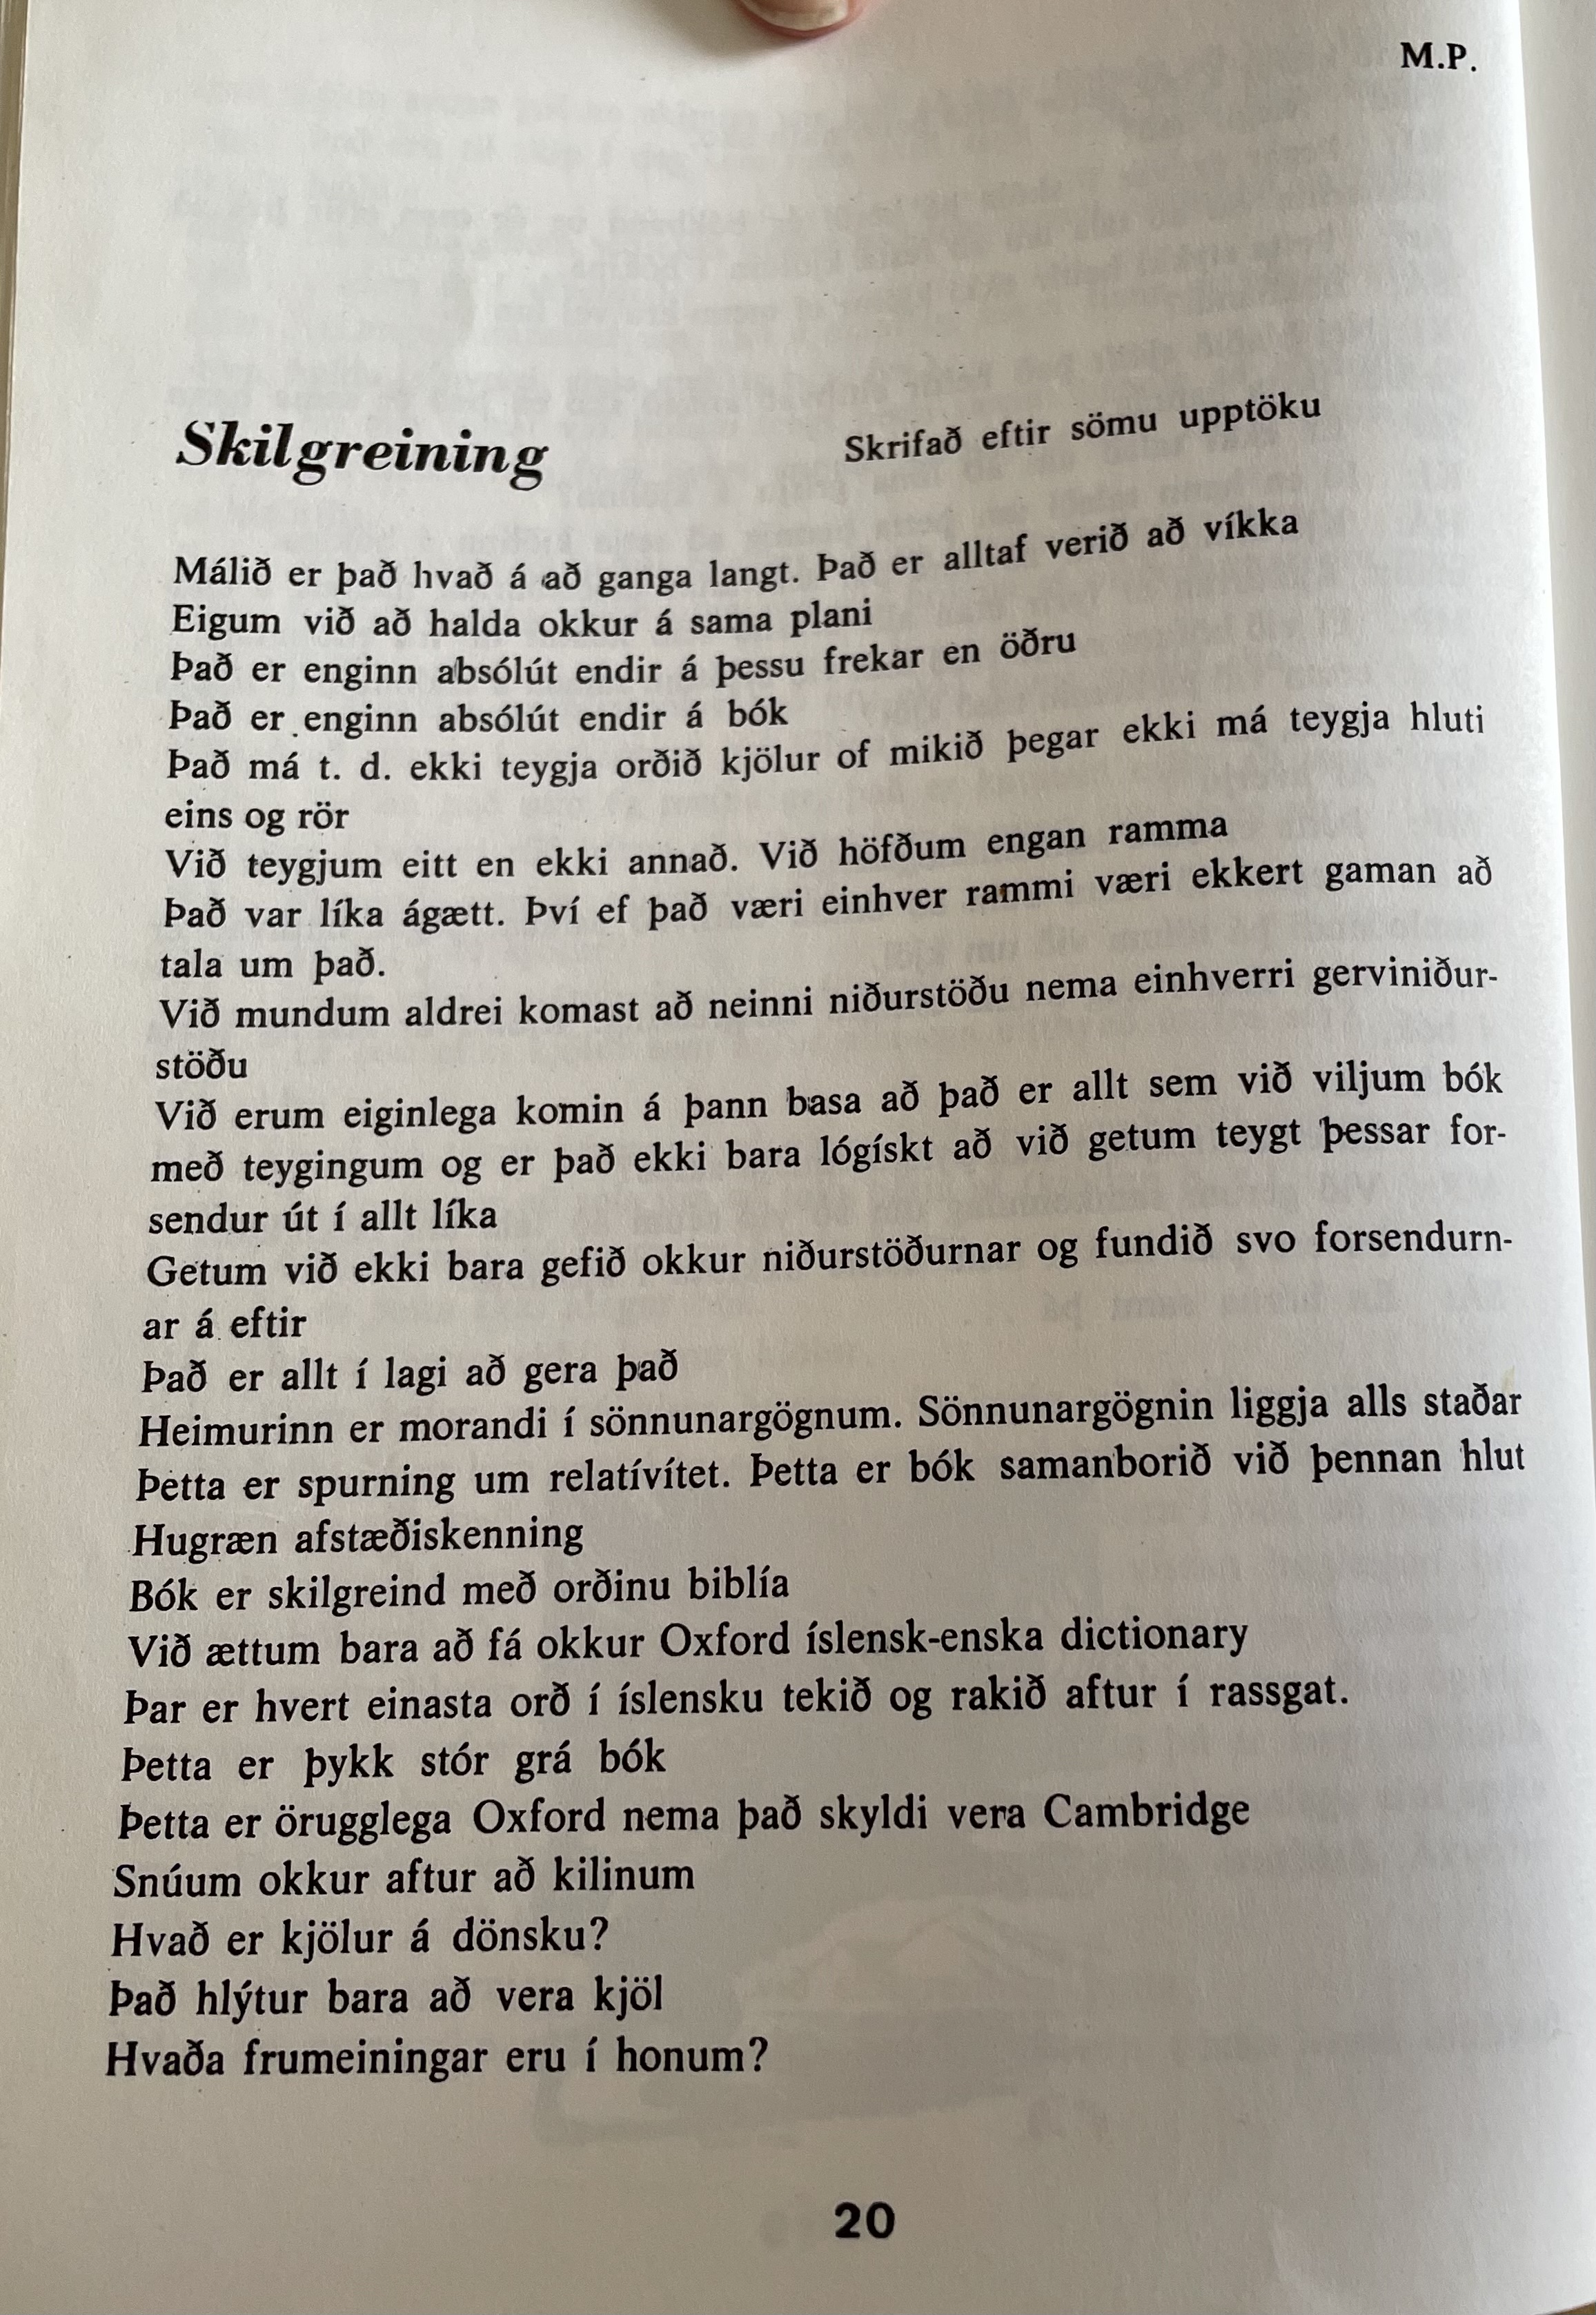 M.P.
Skilgreining
Skrifað eftir sömu upptöku
Málið er það hvað á að ganga langt. Það er alltaf verið að víkka
Eigum við að halda okkur á sama plani
Það er enginn absólút endir á þessu frekar en öðru
Það er enginn absólút endir á bók
Það má t. d. ekki teygja orðið kjölur of mikið þegar ekki má teygja hluti
eins og rör
Við teygjum eitt en ekki annað. Við höfðum engan ramma
Það var líka ágætt. Því ef það væri einhver rammi væri ekkert gaman að
tala um það.
Við mundum aldrei komast að neinni niðurstöðu nema einhverri gerviniður-
stöðu
Við erum eiginlega komin á þann basa að það er allt sem við viljum bók
með teygingum og er það ekki bara lógískt að við getum teygt þessar for-
sendur út í allt líka
Getum við ekki bara gefið okkur niðurstöðurnar og fundið svo forsendurn-
ar á eftir
Það er allt í lagi að gera það
Heimurinn er morandi í sönnunargögnum. Sönnunargögnin liggja alls staðar
Þetta er spurning um relatívítet. Þetta er bók samanborið við þennan hlut
Hugræn afstæðiskenning
Bók er skilgreind með orðinu biblía
Við ættum bara að fá okkur Oxford íslensk-enska dictionary
Þar er hvert einasta orð í íslensku tekið og rakið aftur í rassgat.
Þetta er þykk stór grá bók
Þetta er örugglega Oxford nema það skyldi vera Cambridge
Snúum okkur aftur að kilinum
Hvað er kjölur á dönsku?
Það hlýtur bara að vera kjöl
Hvaða frumeiningar eru í honum?
20